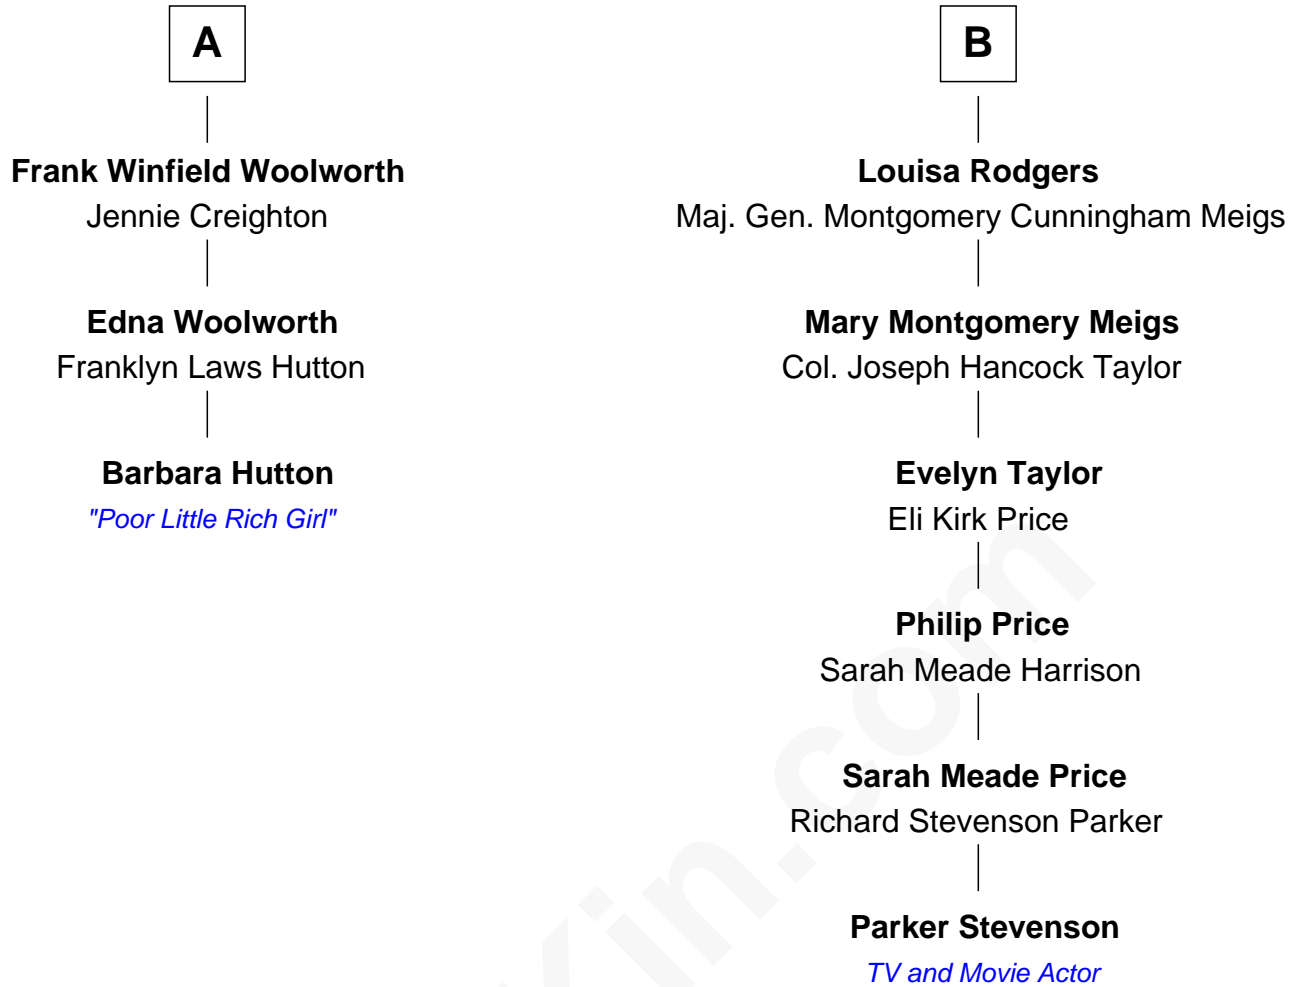 A
Frank Winfield Woolworth
Jennie Creighton
Edna Woolworth
Franklyn Laws Hutton
Barbara Hutton
"Poor Little Rich Girl"
B
Louisa Rodgers
Maj. Gen. Montgomery Cunningham Meigs
Mary Montgomery Meigs
Col. Joseph Hancock Taylor
Evelyn Taylor
Eli Kirk Price
Philip Price
Sarah Meade Harrison
Sarah Meade Price
Richard Stevenson Parker
Parker Stevenson
TV and Movie Actor
Kin.com